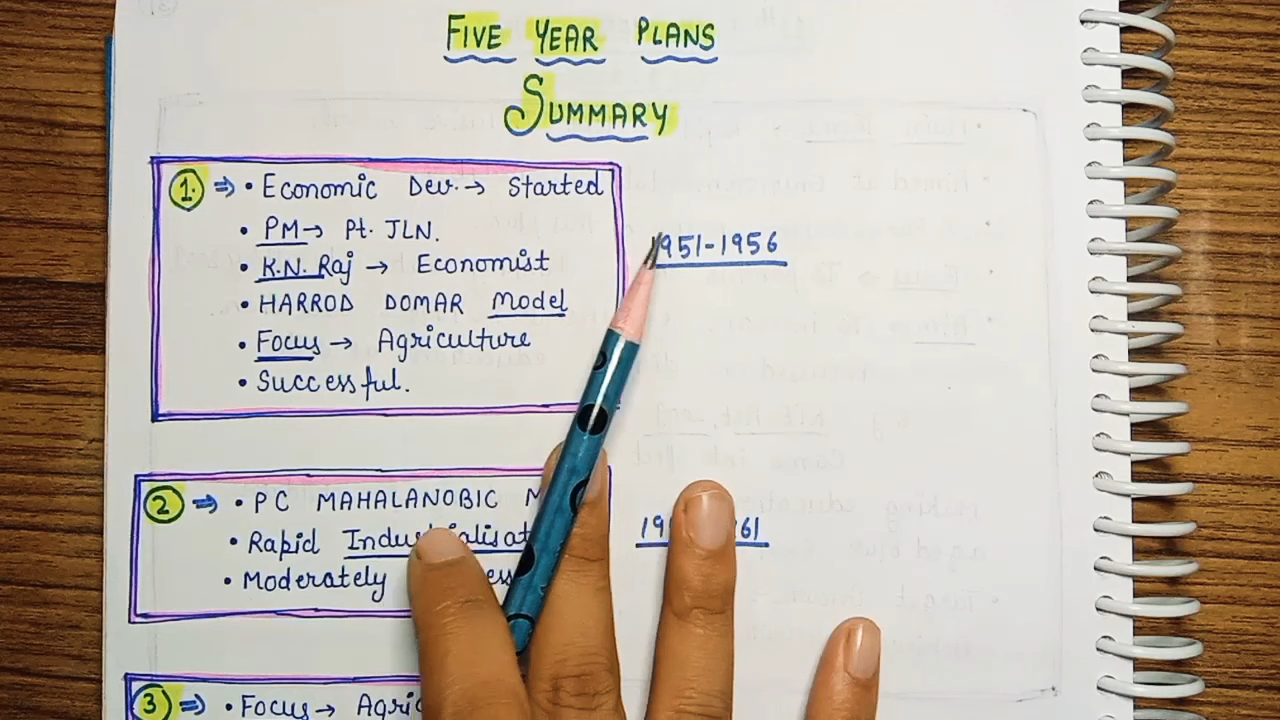 FIVE YEAR PLANS
SUMMARY
1. ⇒ • Economic Dev. → Started
• PM → Pt. JLN.
• K.N. Raj → Economist
• HARROD DOMAR Model
• Focus → Agriculture
• Successful.
1951-1956
2 ⇒ • PC MAHALANOBIC
• Rapid
• Moderately
3 ⇒ • Focus →